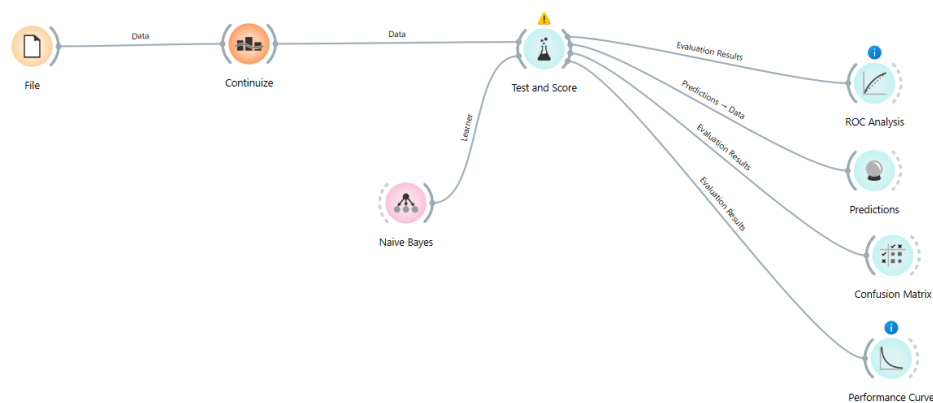 File
Data
Continuize
Data
Test and Score
Learner
Naive Bayes
Evaluation Results
ROC Analysis
Predictions → Data
Predictions
Evaluation Results
Confusion Matrix
Evaluation Results
Performance Curve